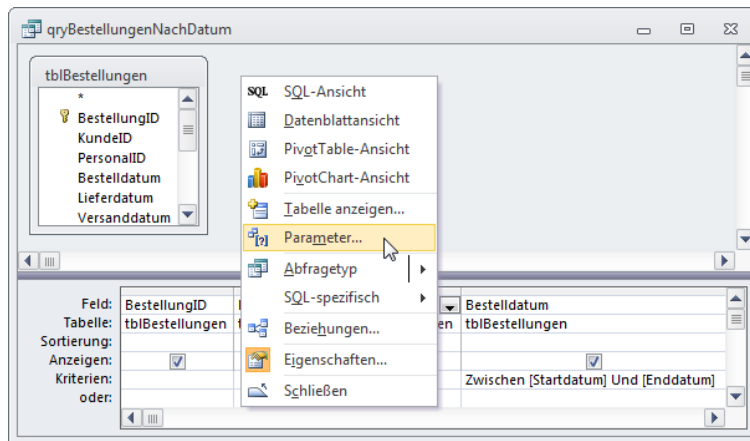 qryBestellungenNachDatum
tblBestellungen
*
BestellungID
KundeID
PersonalID
Bestelldatum
Lieferdatum
Versanddatum
SQL SQL-Ansicht
Datenblattansicht
PivotTable-Ansicht
PivotChart-Ansicht
Tabelle anzeigen...
[?] Parameter...
Abfragetyp
SQL-spezifisch
Beziehungen...
Eigenschaften...
Schließen
Feld: BestellungID Bestelldatum
Tabelle: tblBestellungen en tblBestellungen
Sortierung:
Anzeigen:
Kriterien: Zwischen [Startdatum] Und [Enddatum]
oder: